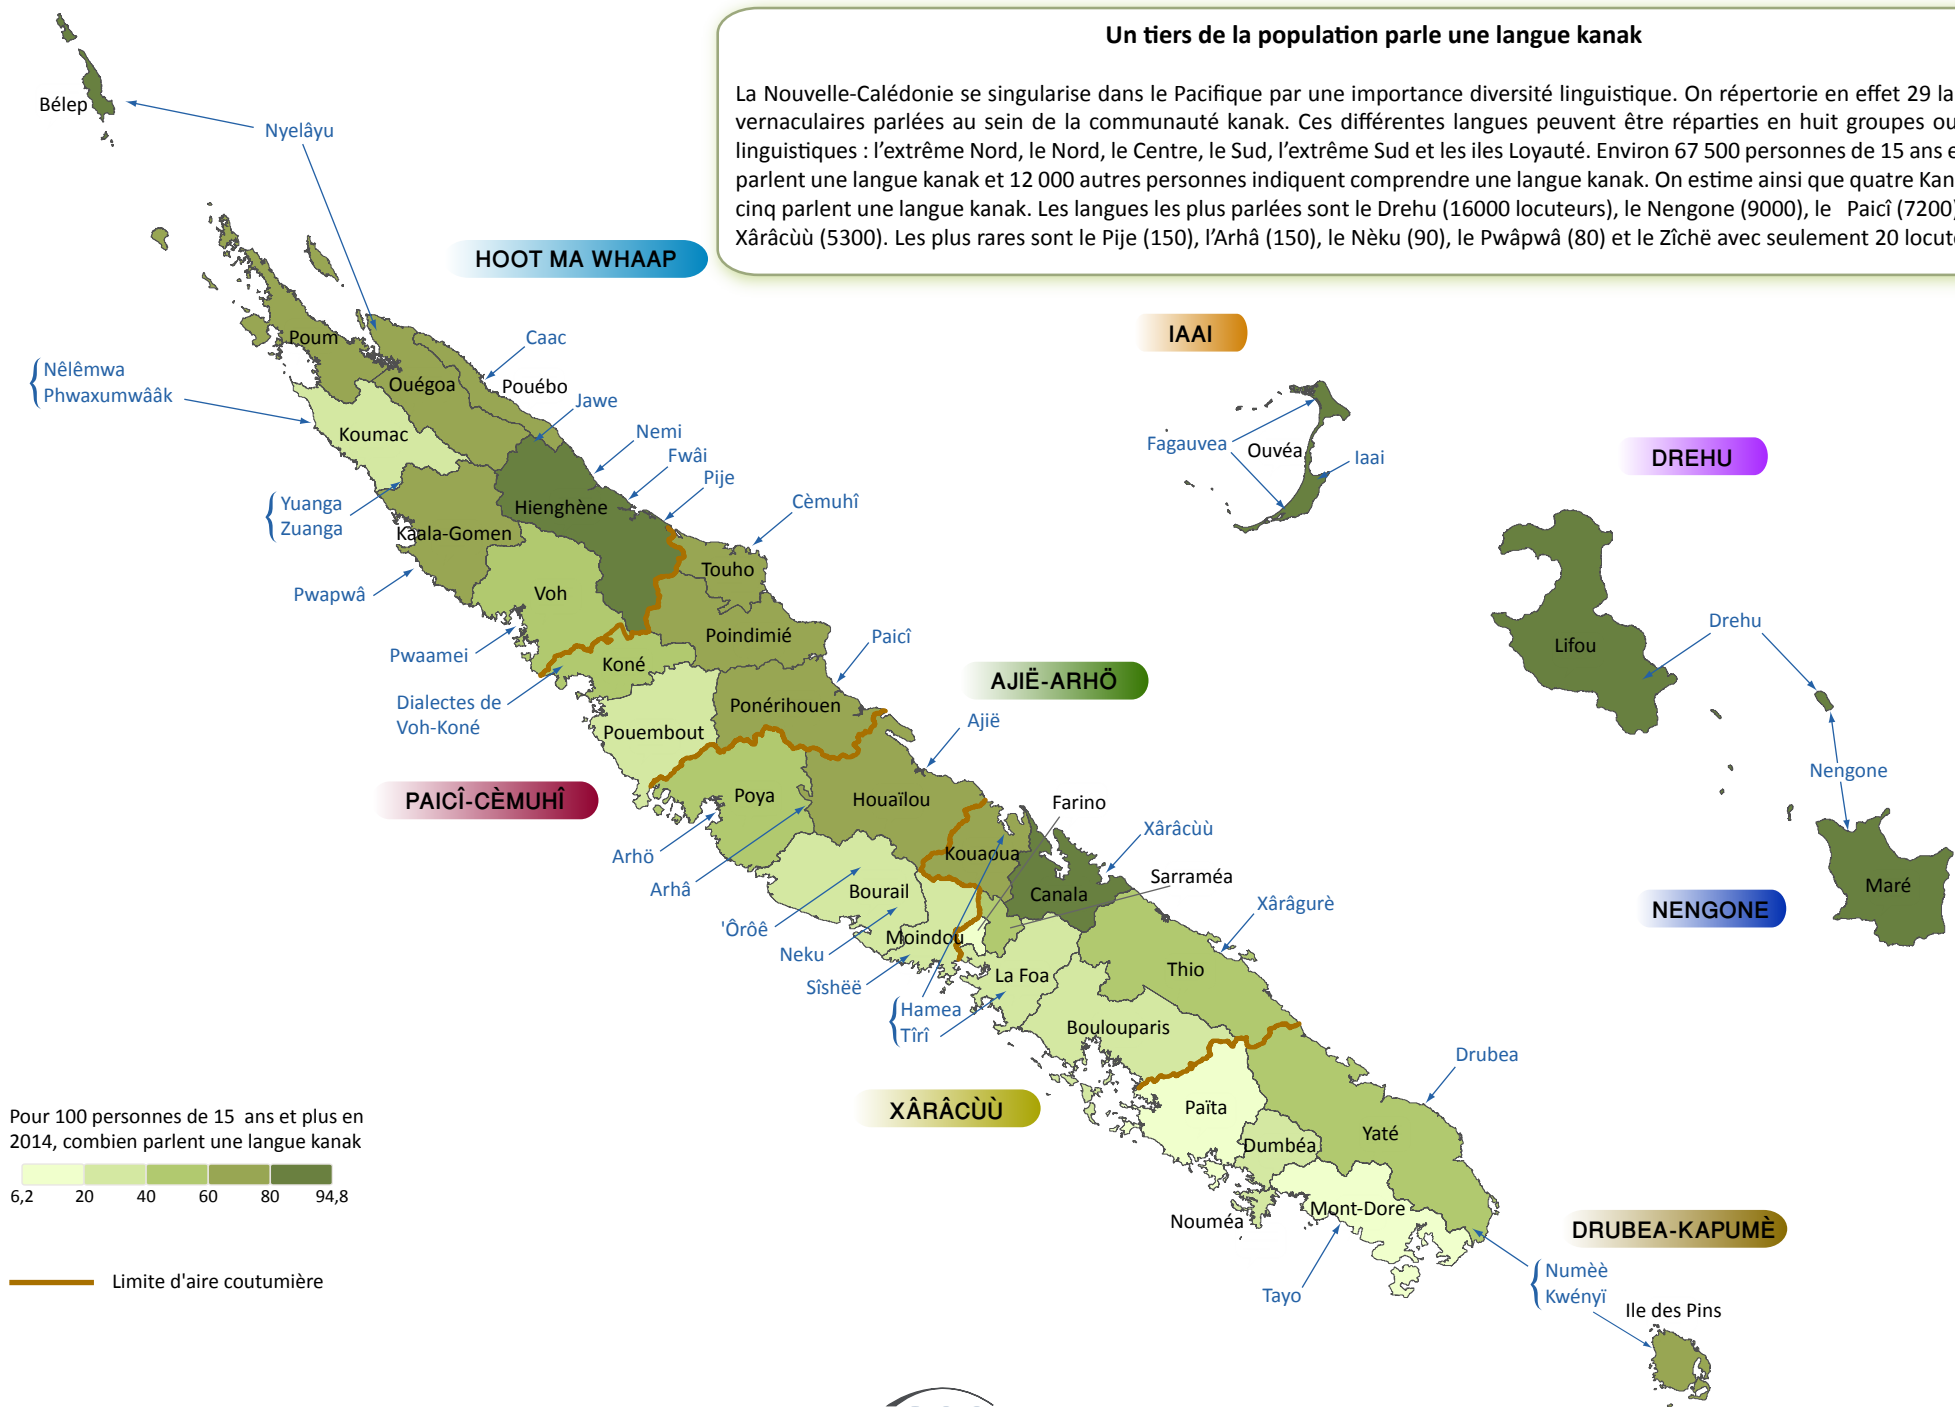 Un tiers de la population parle une langue kanak
La Nouvelle-Calédonie se singularise dans le Pacifique par une importance diversité linguistique. On répertorie en effet 29
vernaculaires parlées au sein de la communauté kanak. Ces différentes langues peuvent être réparties en huit groupes ou
linguistiques : l'extrême Nord, le Nord, le Centre, le Sud, l'extrême Sud et les iles Loyauté. Environ 67 500 personnes de 15 ans
parlent une langue kanak et 12 000 autres personnes indiquent comprendre une langue kanak. On estime ainsi que quatre
cinq parlent une langue kanak. Les langues les plus parlées sont le Drehu (16000 locuteurs), le Nengone (9000), le Paicî (7200)
Xârâcùù (5300). Les plus rares sont le Pije (150), l'Arhâ (150), le Nèku (90), le Pwâpwâ (80) et le Zîchë avec seulement 20
Bélep
Nyelâyu
HOOT MA WHAAP
IAAI
Poum
Caac
Nêlêmwa
Phwaxumwââk
Ouégoa
Pouébo
Jawe
Koumac
Nemi
Fwâi
Pije
Fagauvea
Ouvéa
Iaai
DREHU
Yuanga
Zuanga
Hienghène
Cèmuhî
Kaala-Gomen
Touho
Pwapwâ
Voh
Poindimié
Paicî
Lifou
Drehu
Pwaamei
Koné
AJIË-ARHÖ
Dialectes de
Voh-Koné
Ponérihouen
Pouembout
Ajië
Nengone
PAICÎ-CÈMUHÎ
Poya
Houaïlou
Farino
Xârâcùù
Arhö
Kouaoua
Sarraméa
Arhâ
Bourail
Canala
Maré
Xârâgurè
NENGONE
'Ôrôê
Moindou
Neku
Sîshëë
La Foa
Thio
Hamea
Tîrî
Boulouparis
Drubea
XÂRÂCÙÙ
Païta
Yaté
Dumbéa
Pour 100 personnes de 15 ans et plus en
2014, combien parlent une langue kanak
6,2 20 40 60 80 94,8
Nouméa
Mont-Dore
DRUBEA-KAPUMÈ
Limite d'aire coutumière
Tayo
Numèè
Kwényï
Ile des Pins